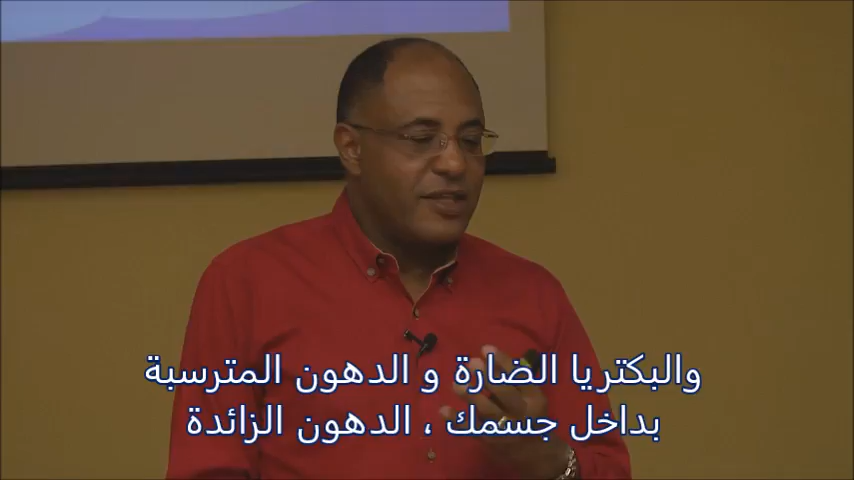 والبكتريا الضارة و الدهون المترسبة
بداخل جسمك ، الدهون الزائدة